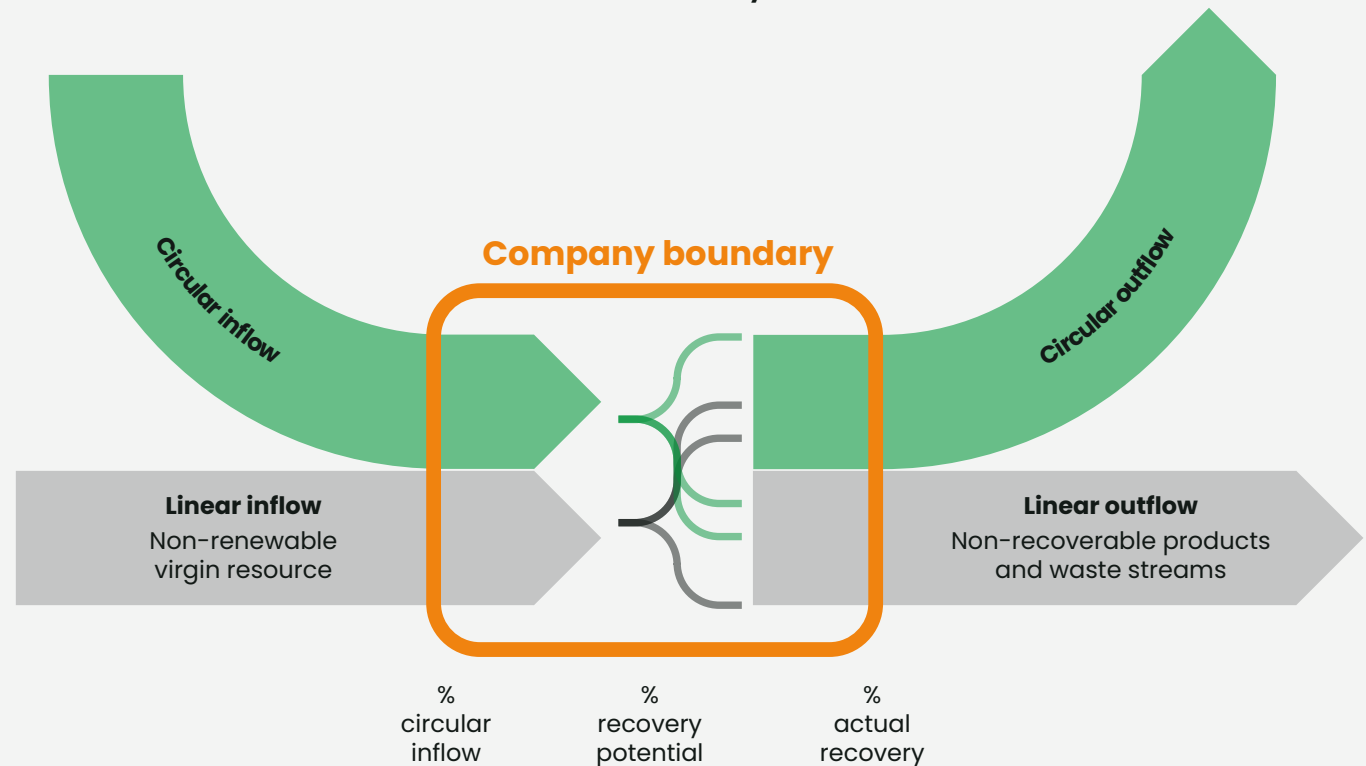 Company boundary
Circular inflow
Circular outflow
Linear inflow
Non-renewable
virgin resource
Linear outflow
Non-recoverable products
and waste streams
%
circular
inflow
%
recovery
potential
%
actual
recovery